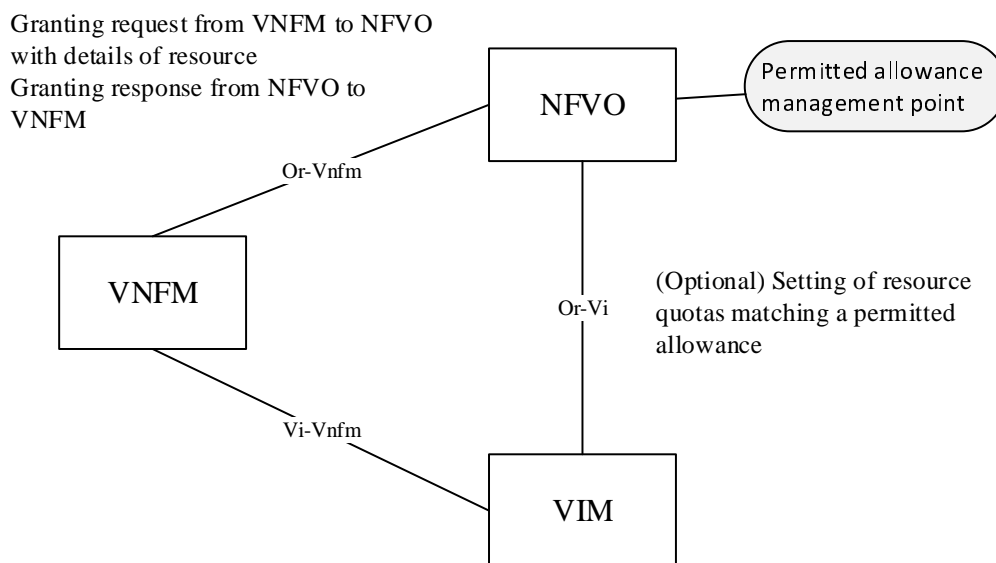 Granting request from VNFM to NFVO
with details of resource
Granting response from NFVO to
VNFM
NFVO
Permitted allowance
management point
Or-Vnfm
VNFM
(Optional) Setting of resource
quotas matching a permitted
allowance
Or-Vi
Vi-Vnfm
VIM